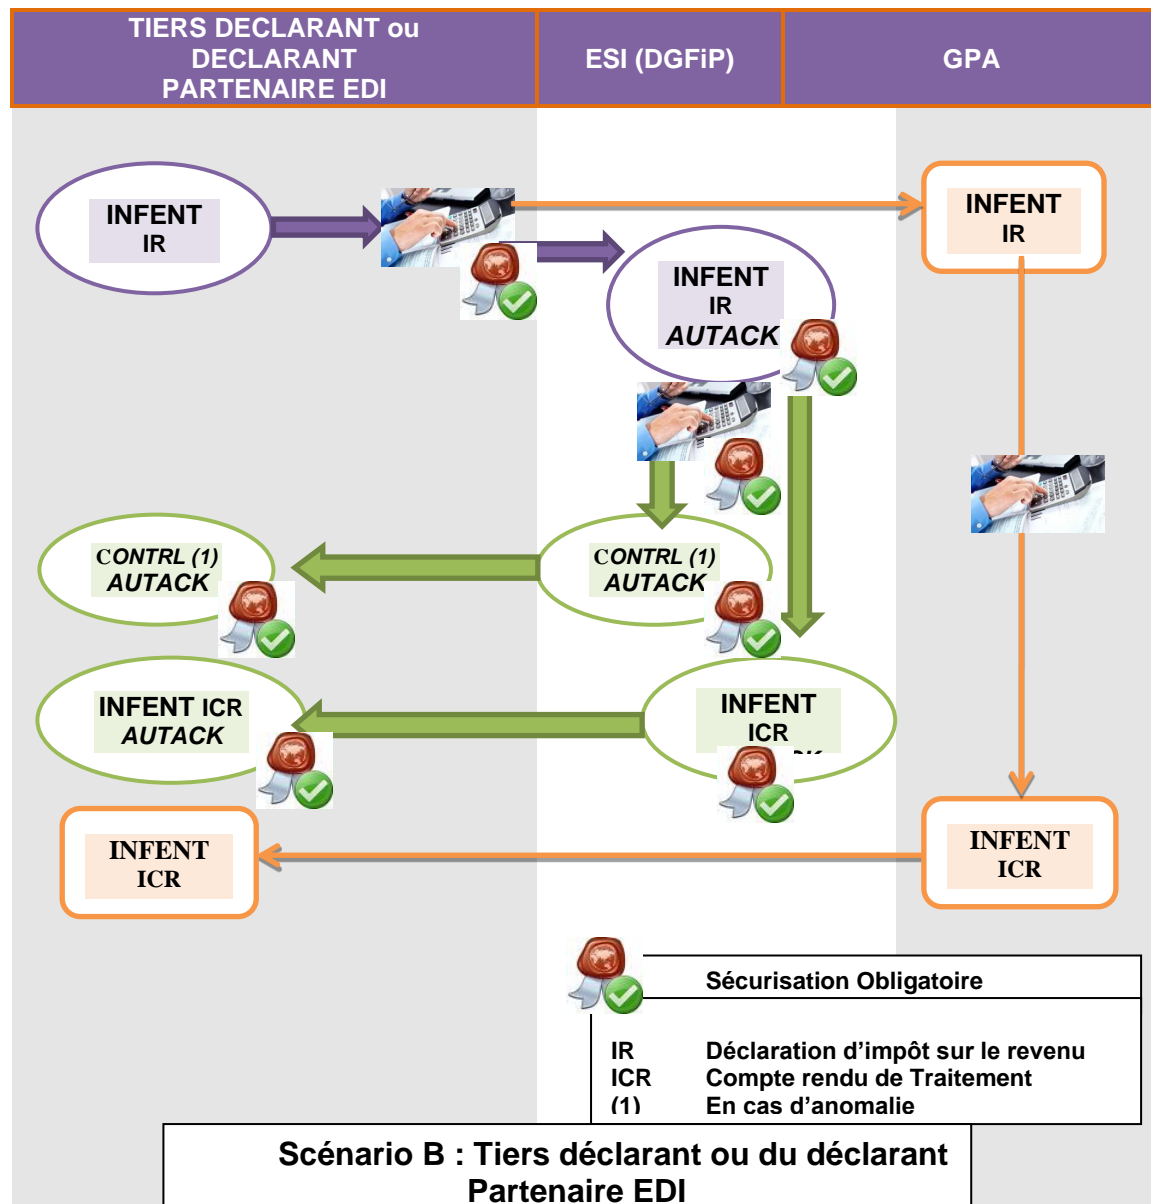 TIERS DECLARANT ou
DECLARANT
PARTENAIRE EDI
ESI (DGFiP)
GPA
INFENT
IR
INFENT
IR
INFENT
IR
AUTACK
CONTRL (1)
AUTACK
CONTRL (1)
AUTACK
INFENT ICR
AUTACK
INFENT
ICR
INFENT
ICR
INFENT
ICR
Sécurisation Obligatoire
IR Déclaration d’impôt sur le revenu
ICR Compte rendu de Traitement
(1) En cas d’anomalie
Scénario B : Tiers déclarant ou du déclarant
Partenaire EDI